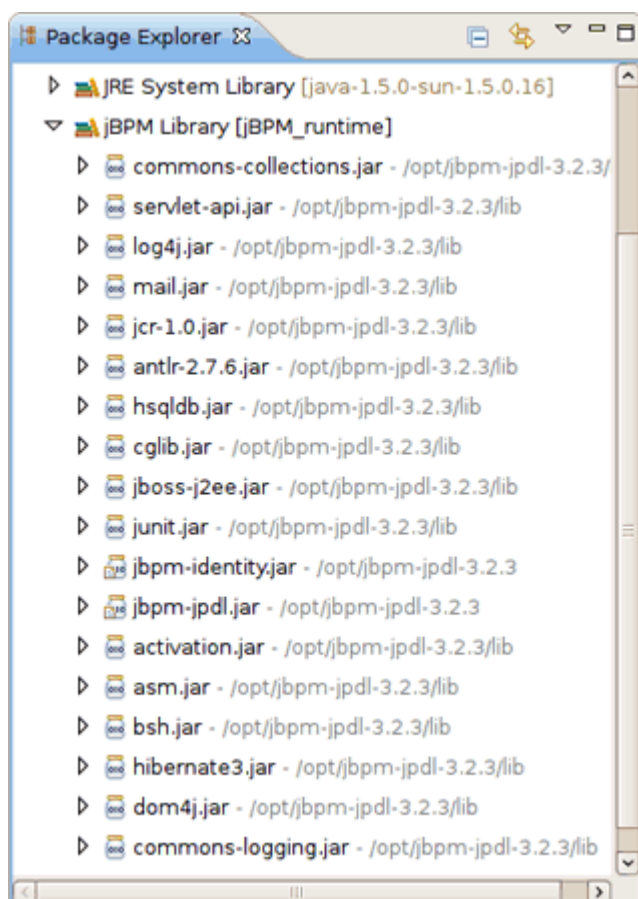 Package Explorer
JRE System Library [java-1.5.0-sun-1.5.0.16]
jBPM Library [jBPM_runtime]
commons-collections.jar - /opt/jbpm-jpdl-3.2.3/
servlet-api.jar - /opt/jbpm-jpdl-3.2.3/lib
log4j.jar - /opt/jbpm-jpdl-3.2.3/lib
mail.jar - /opt/jbpm-jpdl-3.2.3/lib
jcr-1.0.jar - /opt/jbpm-jpdl-3.2.3/lib
antlr-2.7.6.jar - /opt/jbpm-jpdl-3.2.3/lib
hsqldb.jar - /opt/jbpm-jpdl-3.2.3/lib
cglib.jar - /opt/jbpm-jpdl-3.2.3/lib
jboss-j2ee.jar - /opt/jbpm-jpdl-3.2.3/lib
junit.jar - /opt/jbpm-jpdl-3.2.3/lib
jbpm-identity.jar - /opt/jbpm-jpdl-3.2.3
jbpm-jpdl.jar - /opt/jbpm-jpdl-3.2.3
activation.jar - /opt/jbpm-jpdl-3.2.3/lib
asm.jar - /opt/jbpm-jpdl-3.2.3/lib
bsh.jar - /opt/jbpm-jpdl-3.2.3/lib
hibernate3.jar - /opt/jbpm-jpdl-3.2.3/lib
dom4j.jar - /opt/jbpm-jpdl-3.2.3/lib
commons-logging.jar - /opt/jbpm-jpdl-3.2.3/lib